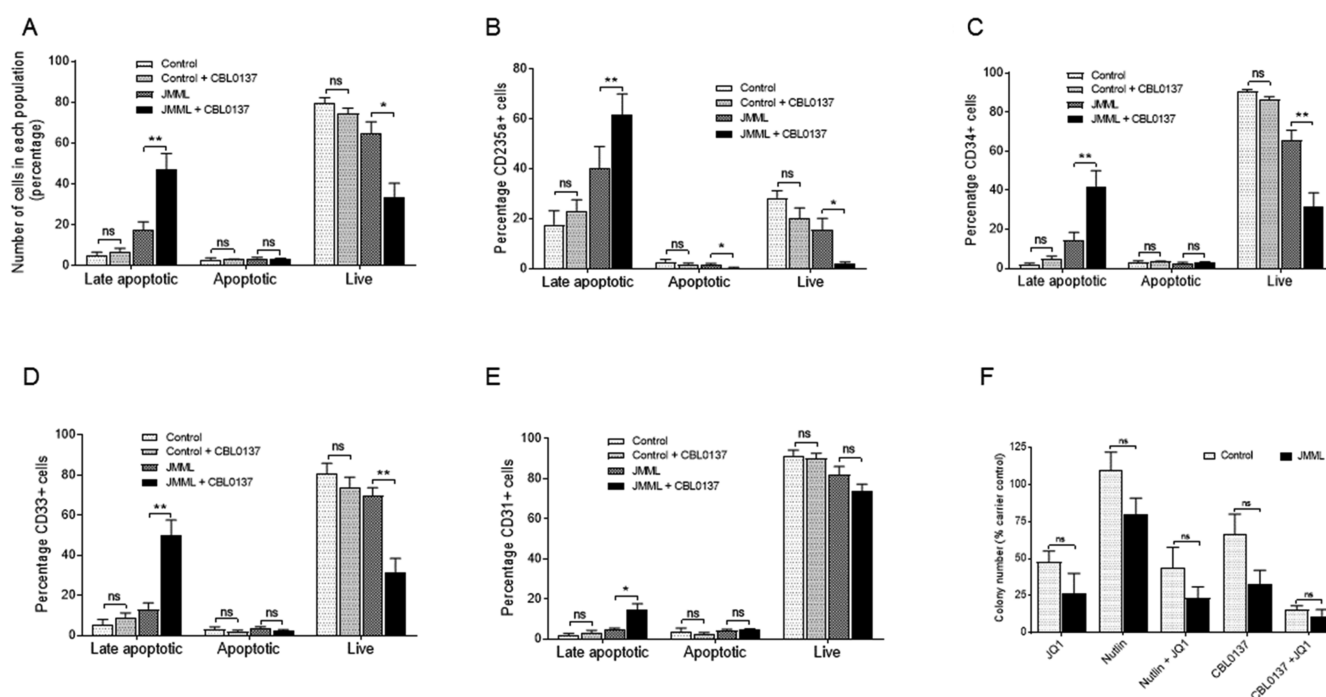 A
Number of cells in each population
(percentage)
80
60
40
20
0
Control
Control + CBL0137
JMML
JMML + CBL0137
ns
**
ns
ns
ns
*
ns
Late apoptotic
Apoptotic
Live
B
Percentage CD235a+ cells
80
60
40
20
0
Control
Control + CBL0137
JMML
JMML + CBL0137
ns
**
ns
*
ns
*
Late apoptotic
Apoptotic
Live
C
Percenatge CD34+ cells
100
80
60
40
20
0
Control
Control + CBL0137
JMML
JMML + CBL0137
ns
**
ns
ns
ns
**
Late apoptotic
Apoptotic
Live
D
Percentage CD33+ cells
100
80
60
40
20
0
Control
Control + CBL0137
JMML
JMML + CBL0137
ns
**
ns
ns
ns
**
Late apoptotic
Apoptotic
Live
E
Percentage CD31+ cells
100
80
60
40
20
0
Control
Control + CBL0137
JMML
JMML + CBL0137
ns
*
ns
ns
ns
ns
Late apoptotic
Apoptotic
Live
F
Colony number (% carrier control)
125
100
75
50
25
0
Control
JMML
ns
ns
ns
ns
ns
JQ1
Nutlin
Nutlin + JQ1
CBL0137
CBL0137 +JQ1